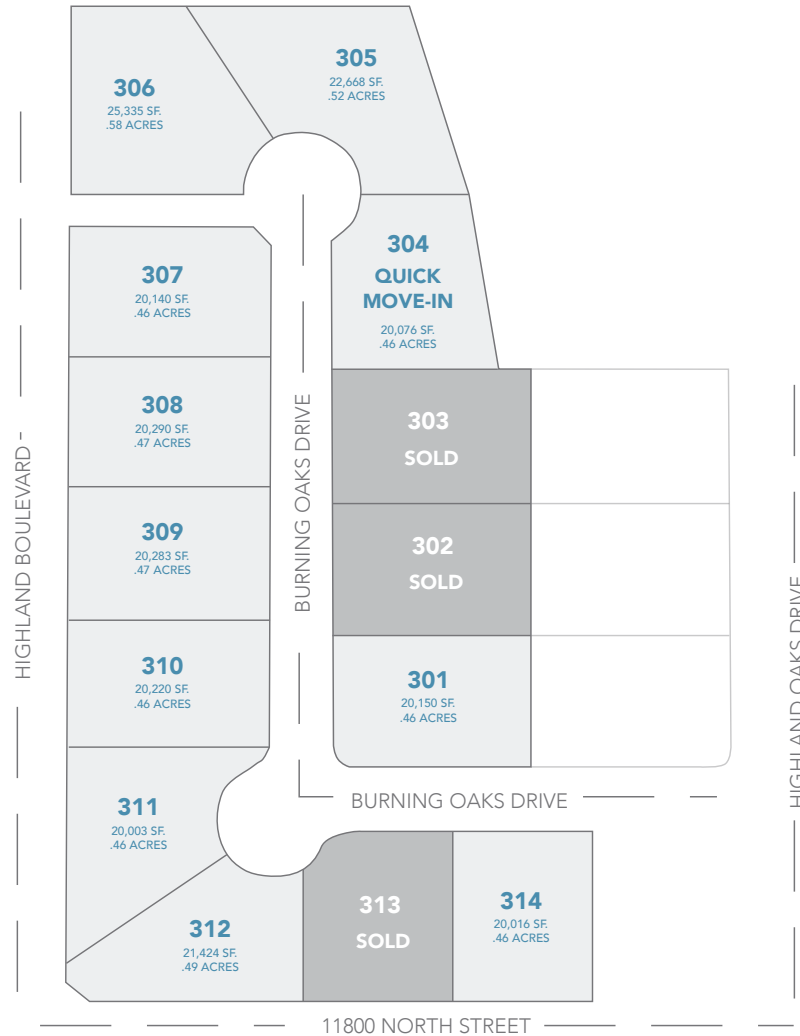 305
22,668 SF.
.52 ACRES
306
25,335 SF.
.58 ACRES
304
QUICK
MOVE-IN
20,076 SF.
.46 ACRES
307
20,140 SF.
.46 ACRES
308
20,290 SF.
.47 ACRES
303
SOLD
309
20,283 SF.
.47 ACRES
302
SOLD
310
20,220 SF.
.46 ACRES
301
20,150 SF.
.46 ACRES
HIGHLAND BOULEVARD
BURNING OAKS DRIVE
HIGHLAND OAKS DRIVE
BURNING OAKS DRIVE
311
20,003 SF.
.46 ACRES
312
21,424 SF.
.49 ACRES
313
SOLD
314
20,016 SF.
.46 ACRES
11800 NORTH STREET